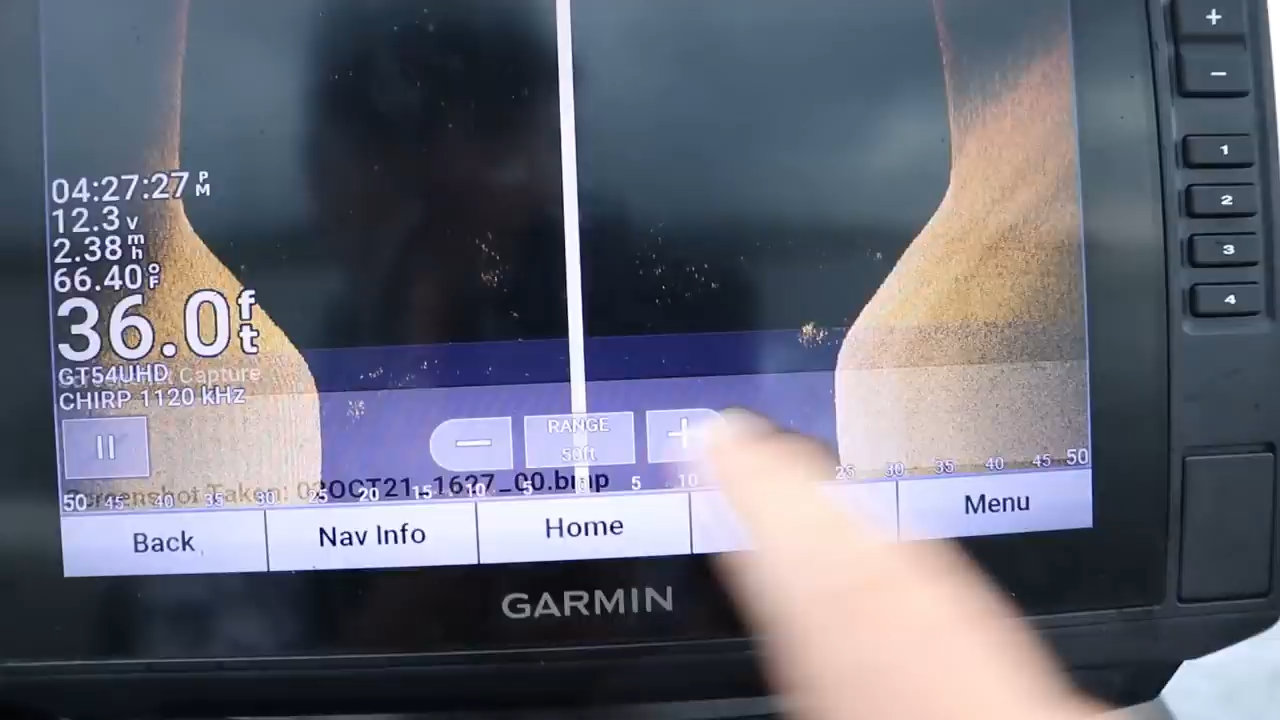 +
−
1
2
3
4
04:27:27 PM
12.3 v
2.38 mh
66.40 °F
36.0 ft
GT54UHD Capture
CHIRP 1120 kHz
− RANGE +
50ft
Screenshot Taken: 02OCT21_1627_00.bmp
50 45 40 35 30 25 20 15 10 5 0 5 10 25 30 35 40 45 50
Back Nav Info Home Menu
GARMIN